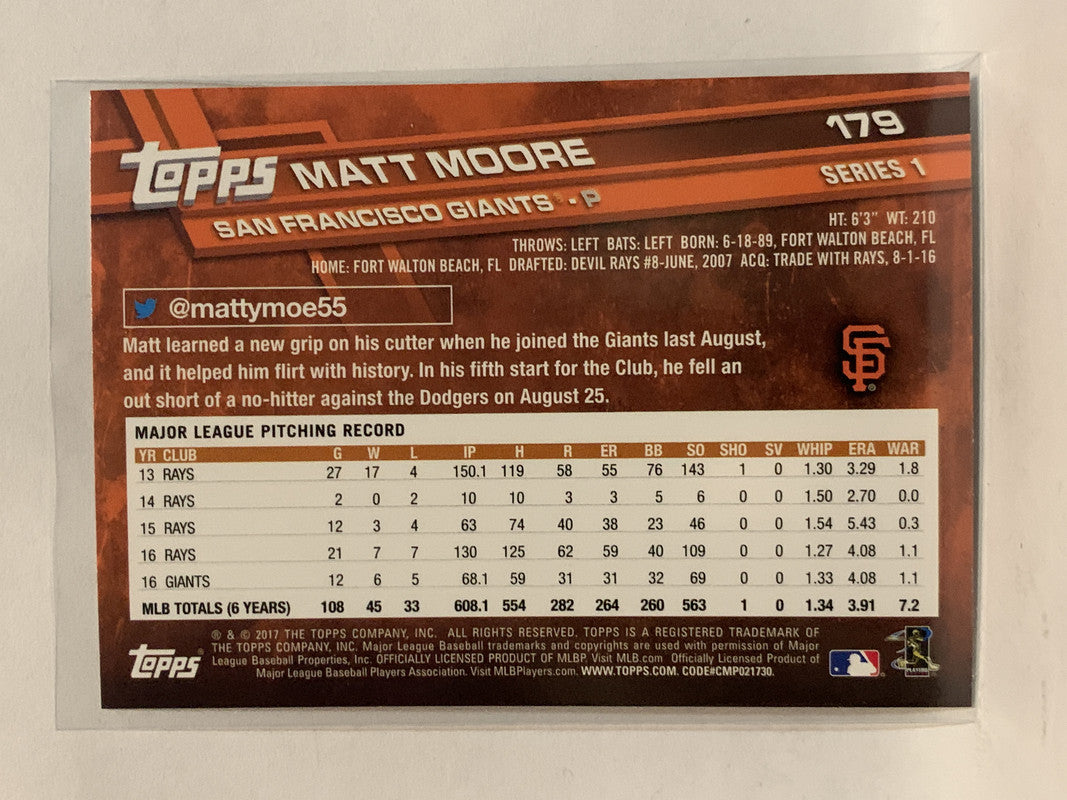 TOPPS MATT MOORE 179
SAN FRANCISCO GIANTS® • P SERIES 1
HT: 6'3" WT: 210
THROWS: LEFT BATS: LEFT BORN: 6-18-89, FORT WALTON BEACH, FL
HOME: FORT WALTON BEACH, FL DRAFTED: DEVIL RAYS #8-JUNE, 2007 ACQ: TRADE WITH RAYS, 8-1-16
@mattymoe55
Matt learned a new grip on his cutter when he joined the Giants last August,
and it helped him flirt with history. In his fifth start for the Club, he fell an
out short of a no-hitter against the Dodgers on August 25.
SF
MAJOR LEAGUE PITCHING RECORD
YR CLUB G W L IP H R ER BB SO SHO SV WHIP ERA WAR
13 RAYS 27 17 4 150.1 119 58 55 76 143 1 0 1.30 3.29 1.8
14 RAYS 2 0 2 10 10 3 3 5 6 0 0 1.50 2.70 0.0
15 RAYS 12 3 4 63 74 40 38 23 46 0 0 1.54 5.43 0.3
16 RAYS 21 7 7 130 125 62 59 40 109 0 0 1.27 4.08 1.1
16 GIANTS 12 6 5 68.1 59 31 31 32 69 0 0 1.33 4.08 1.1
MLB TOTALS (6 YEARS) 108 45 33 608.1 554 282 264 260 563 1 0 1.34 3.91 7.2
TOPPS®
® & © 2017 THE TOPPS COMPANY, INC. ALL RIGHTS RESERVED. TOPPS IS A REGISTERED TRADEMARK OF
THE TOPPS COMPANY, INC. Major League Baseball trademarks and copyrights are used with permission of Major
League Baseball Properties, Inc. OFFICIALLY LICENSED PRODUCT OF MLBP. Visit MLB.com Officially Licensed Product of
Major League Baseball Players Association. Visit MLBPlayers.com. WWW.TOPPS.COM. CODE#CMP021730.
PLAYERS